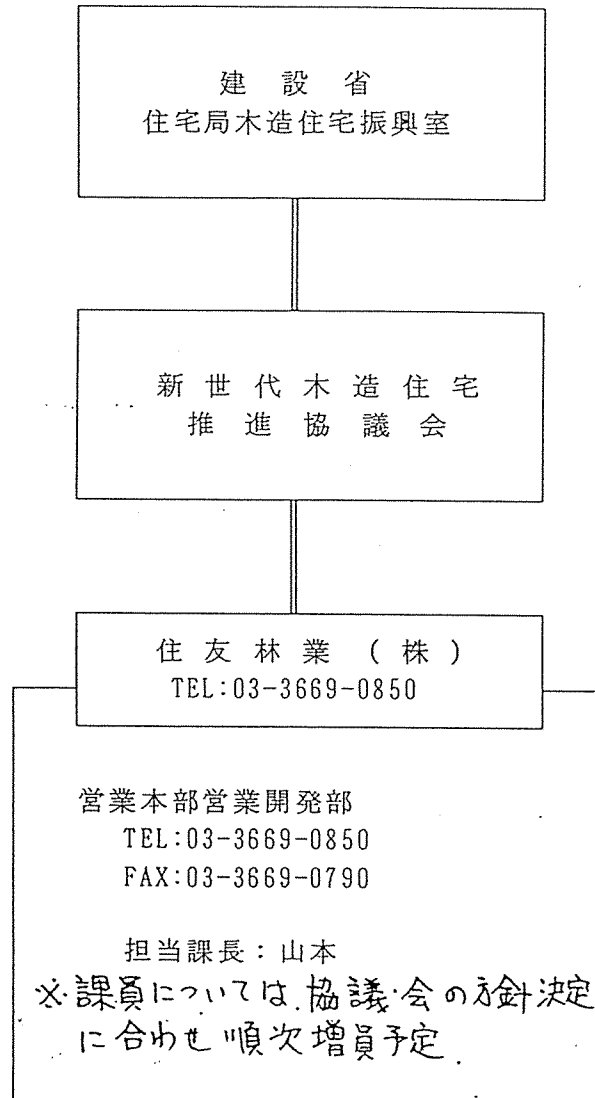 建設省
住宅局木造住宅振興室
新世代木造住宅
推進協議会
住友林業(株)
TEL:03-3669-0850
営業本部営業開発部
TEL:03-3669-0850
FAX:03-3669-0790
担当課長:山本
※課員については、協議会の方針決定
に合わせ順次増員予定.